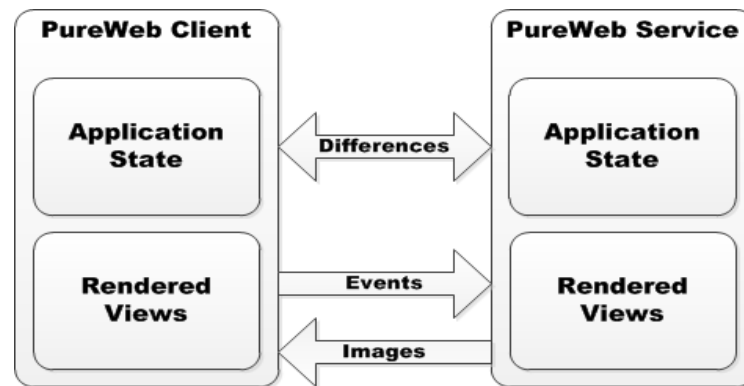 PureWeb Client
Application
State
Rendered
Views
Differences
Events
Images
PureWeb Service
Application
State
Rendered
Views